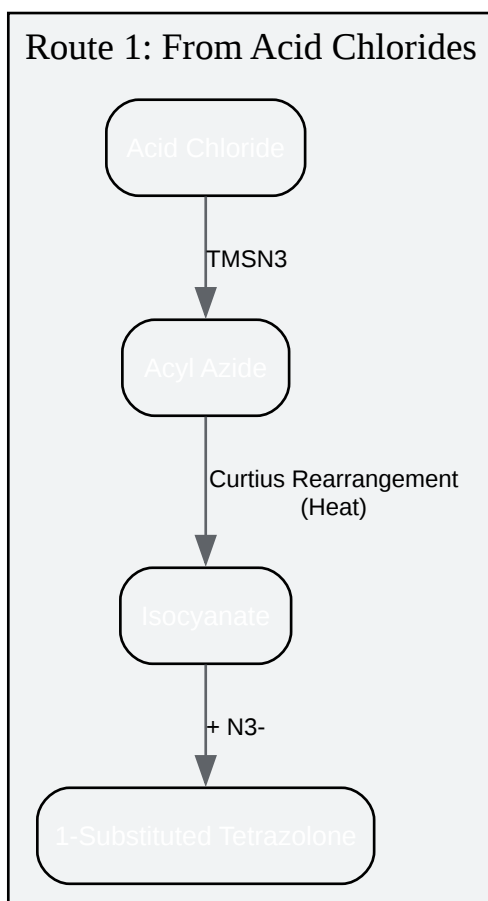 Route 1: From Acid Chlorides
Acid Chloride
TMSN3
Acyl Azide
Curtius Rearrangement
(Heat)
Isocyanate
+ N3-
1-Substituted Tetrazolone